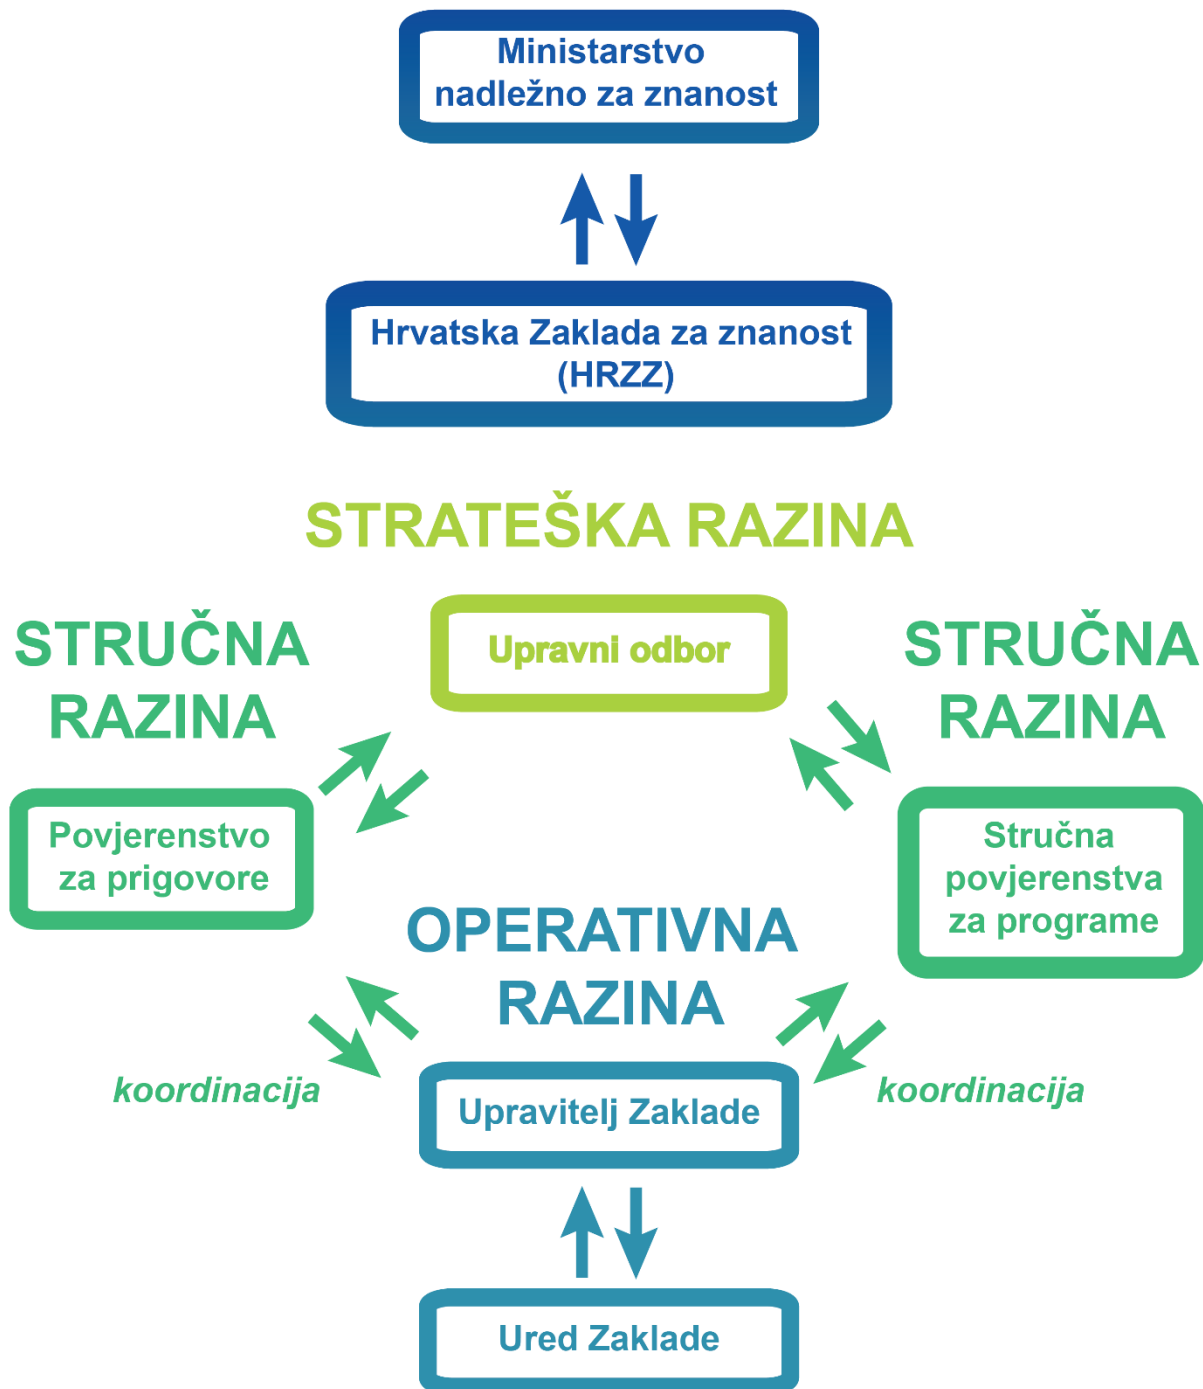 Ministarstvo
nadležno za znanost
Hrvatska Zaklada za znanost
(HRZZ)
STRATEŠKA RAZINA
Upravni odbor
STRUČNA
RAZINA
Povjerenstvo
za prigovore
STRUČNA
RAZINA
Stručna
povjerenstva
za programe
OPERATIVNA
RAZINA
koordinacija
Upravitelj Zaklade
koordinacija
Ured Zaklade